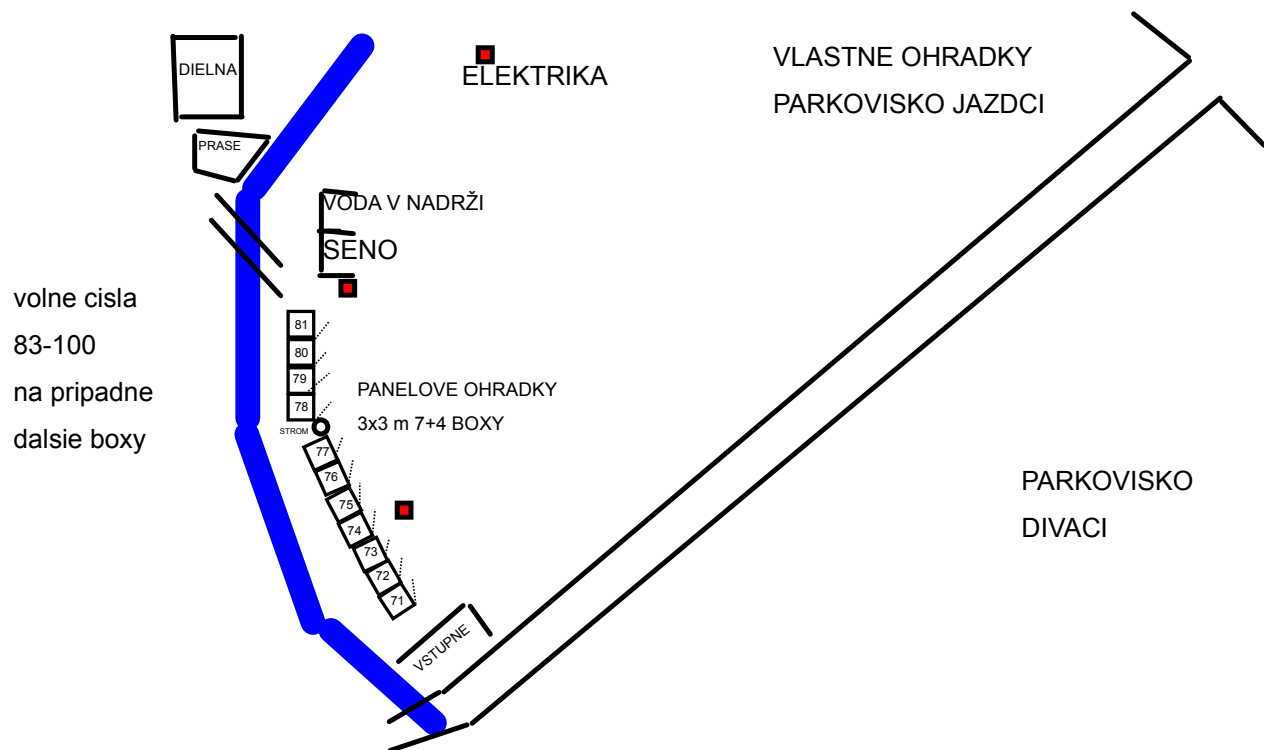 DIELNA
ELEKTRIKA
VLASTNE OHRADKY
PARKOVISKO JAZDCI
PRASE
VODA V NADRŽI
SENO
volne cisla
83-100
na pripadne
dalsie boxy
81
80
79
78
PANELOVE OHRADKY
3x3 m 7+4 BOXY
STROM
77
76
75
74
73
72
71
PARKOVISKO
DIVACI
VSTUPNE